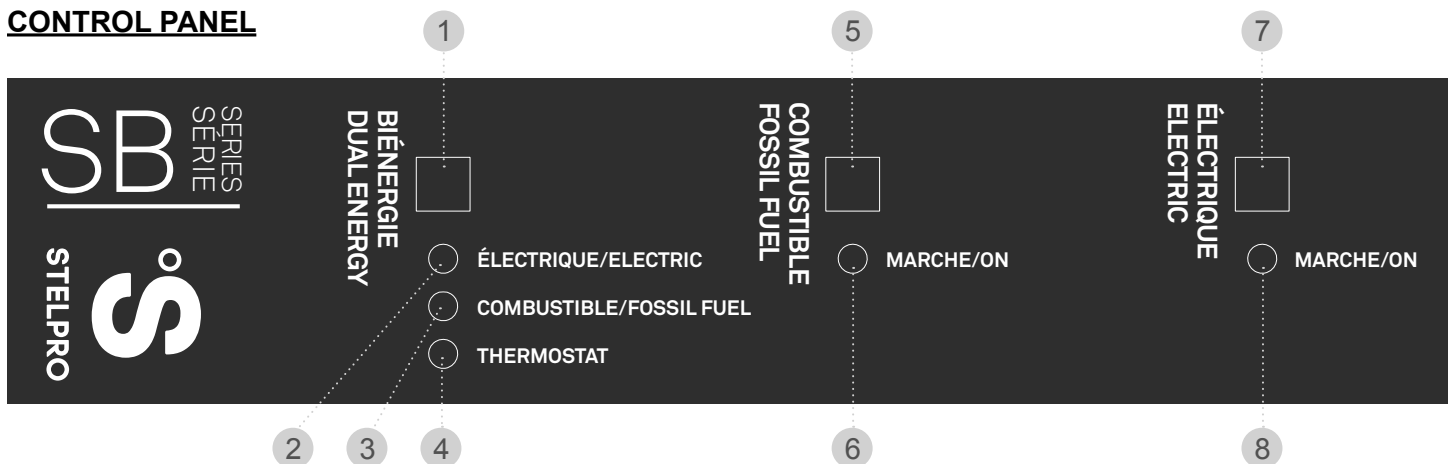 CONTROL PANEL
1
5
7
SB
SERIES
SÉRIE
STELPRO
BIÉNERGIE
DUAL ENERGY
ÉLECTRIQUE/ELECTRIC
COMBUSTIBLE/FOSSIL FUEL
THERMOSTAT
COMBUSTIBLE
FOSSIL FUEL
MARCHE/ON
ÉLECTRIQUE
ELECTRIC
MARCHE/ON
2
3
4
6
8